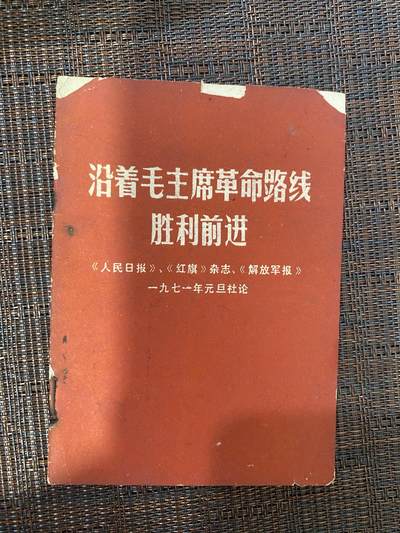 沿着毛主席革命路线
胜利前进
《人民日报》、《红旗》杂志、《解放军报》
一九七一年元旦社论